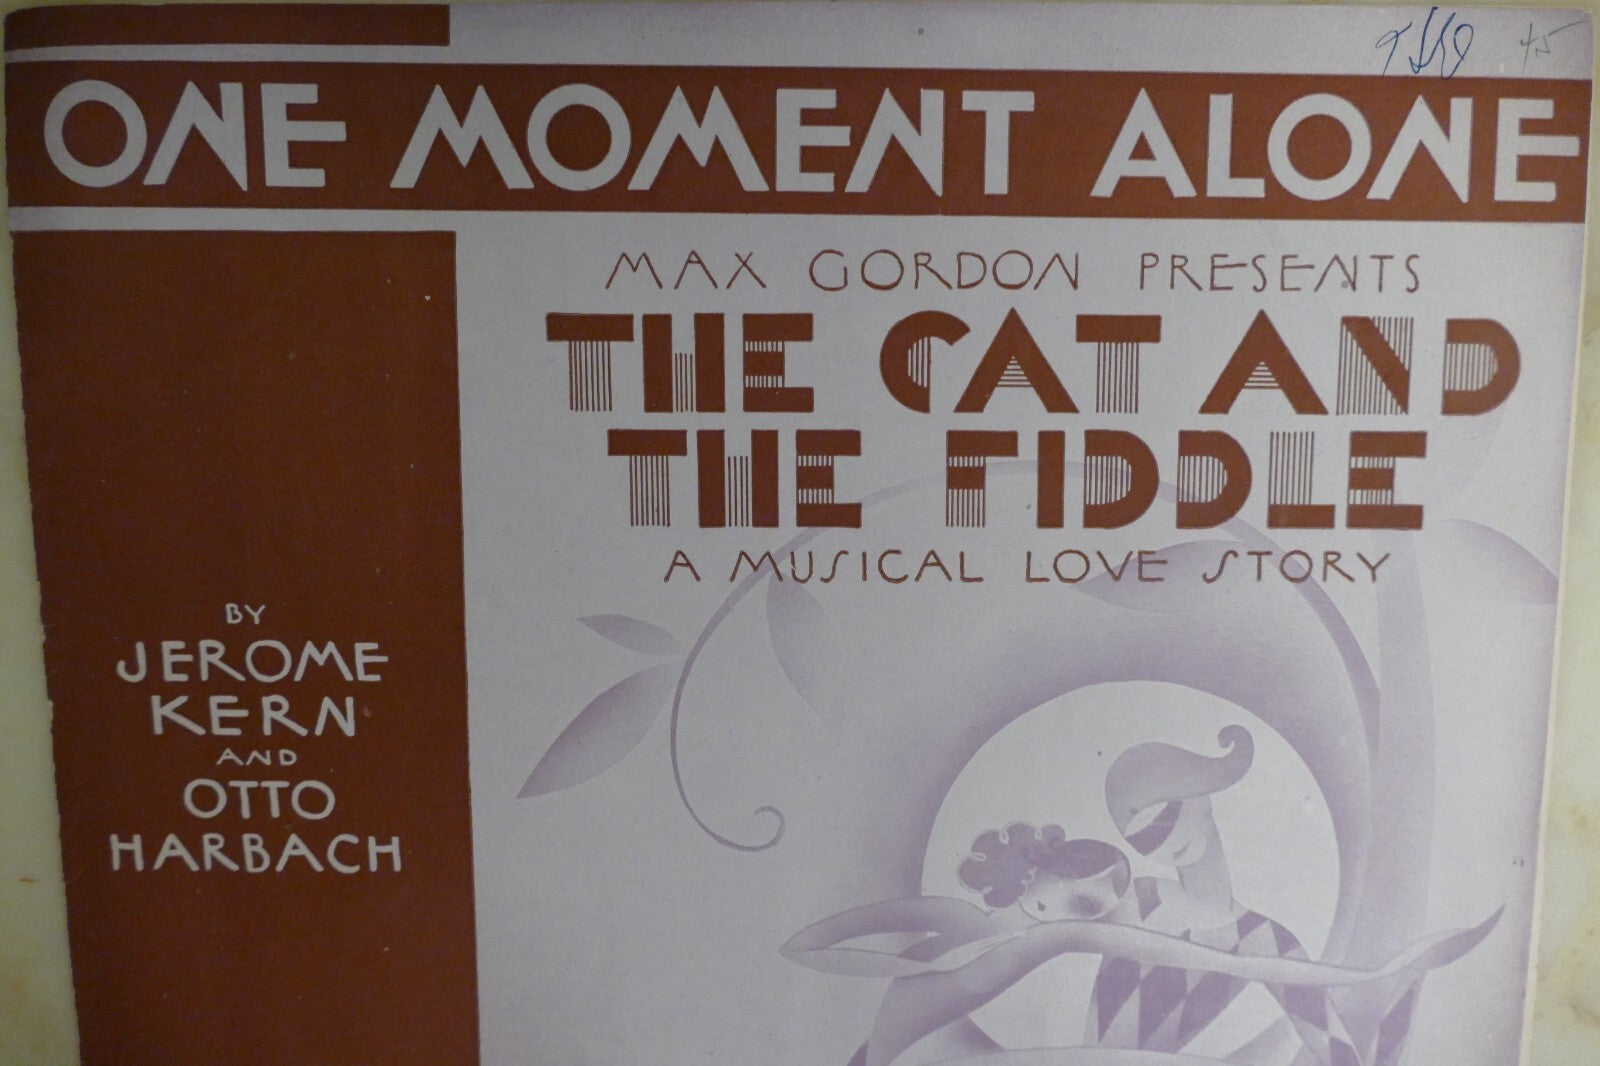 ONE MOMENT ALONE
MAX GORDON PRESENTS
THE CAT AND
THE FIDDLE
A MUSICAL LOVE STORY
BY
JEROME
KERN
AND
OTTO
HARBACH